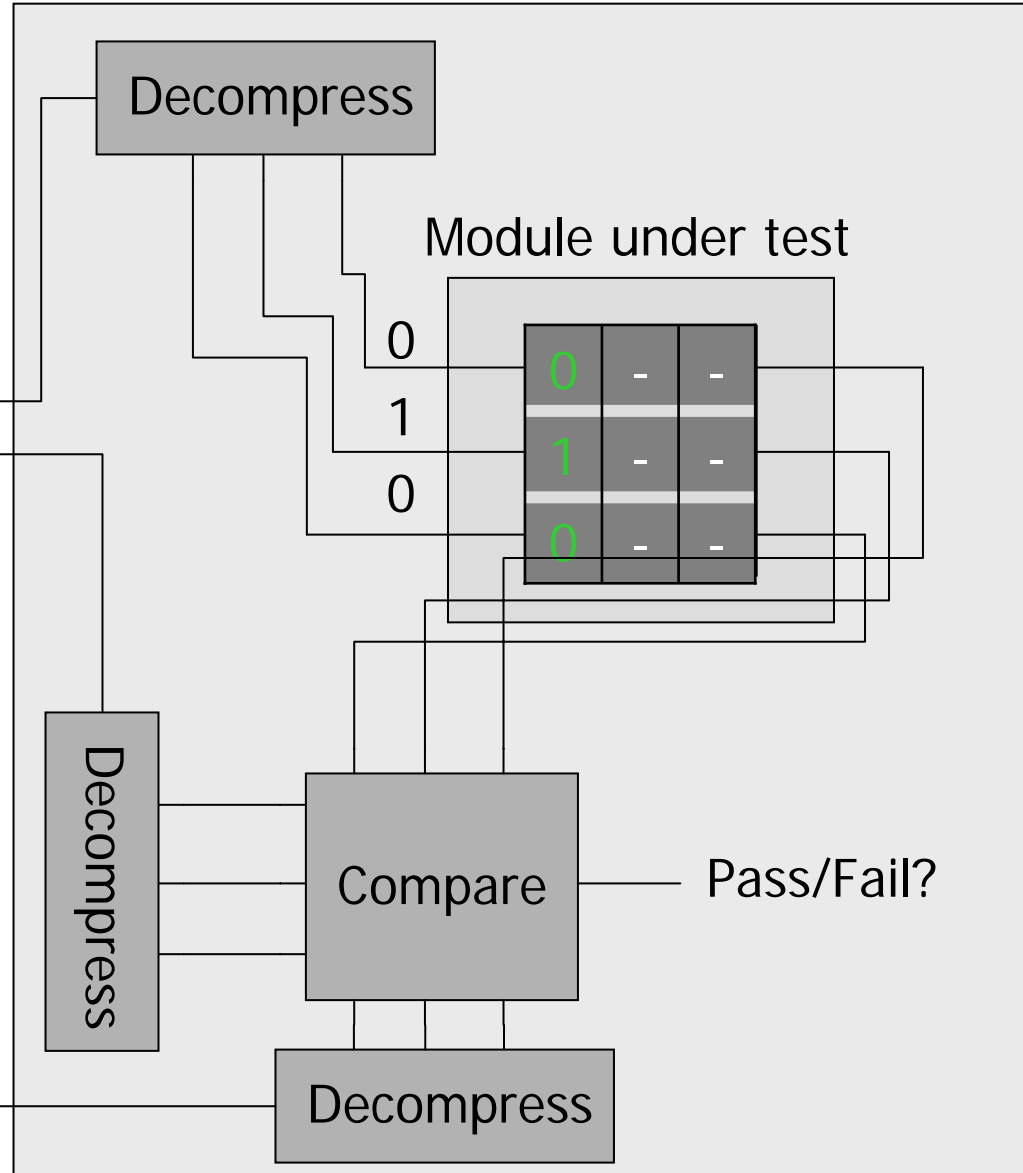 Decompress
Module under test
0
1
0
0 - -
1 - -
0 - -
Decompress
Compare
Pass/Fail?
Decompress